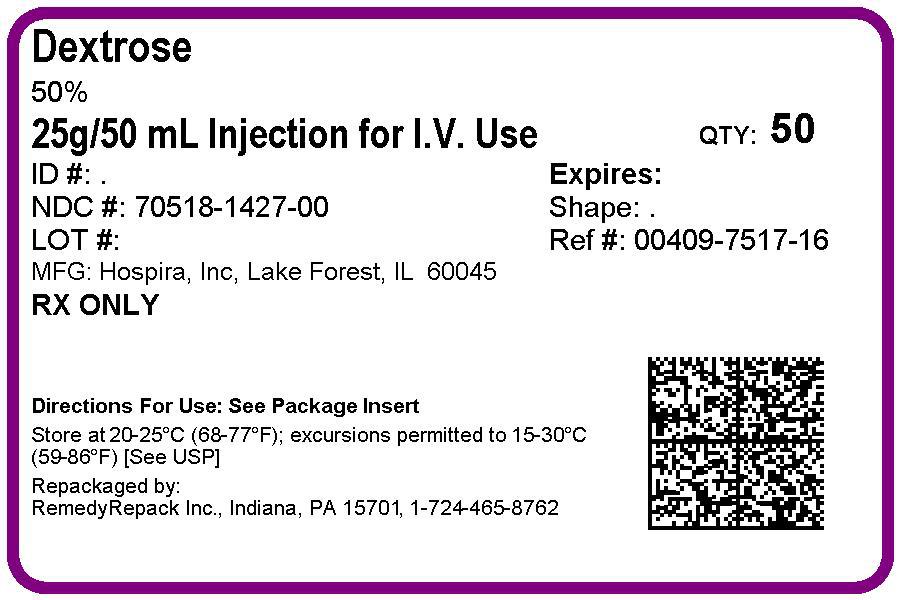 Dextrose
50%
25g/50 mL Injection for I.V. Use
QTY: 50
ID #: .
Expires:
NDC #: 70518-1427-00
Shape: .
LOT #:
Ref #: 00409-7517-16
MFG: Hospira, Inc, Lake Forest, IL 60045
RX ONLY
Directions For Use: See Package Insert
Store at 20-25°C (68-77°F); excursions permitted to 15-30°C
(59-86°F) [See USP]
Repackaged by:
RemedyRepack Inc., Indiana, PA 15701, 1-724-465-8762